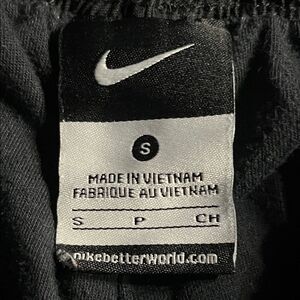 S
MADE IN VIETNAM
FABRIQUE AU VIETNAM
S P CH
nikebetterworld.com